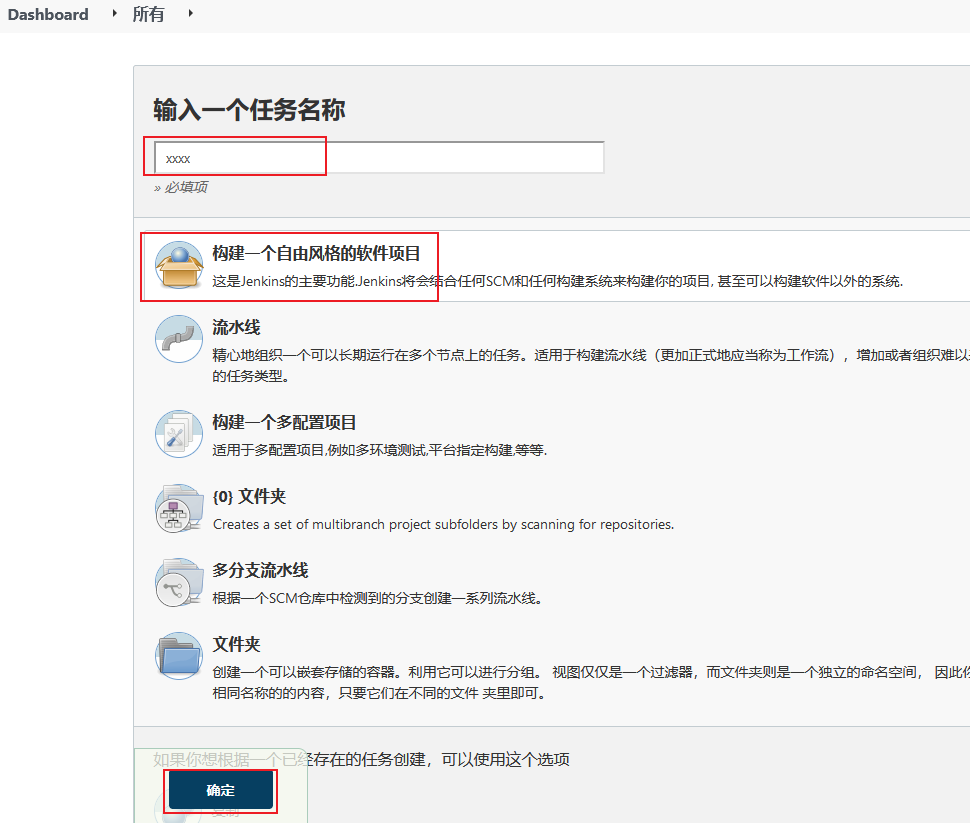 Dashboard 所有
输入一个任务名称
xxxx
» 必填项
构建一个自由风格的软件项目
这是Jenkins的主要功能.Jenkins将会结合任何SCM和任何构建系统来构建你的项目, 甚至可以构建软件以外的系统.
流水线
精心地组织一个可以长期运行在多个节点上的任务。适用于构建流水线（更加正式地应当称为工作流），增加或者组织难以
的任务类型。
构建一个多配置项目
适用于多配置项目,例如多环境测试,平台指定构建,等等.
{0} 文件夹
Creates a set of multibranch project subfolders by scanning for repositories.
多分支流水线
根据一个SCM仓库中检测到的分支创建一系列流水线。
文件夹
创建一个可以嵌套存储的容器。利用它可以进行分组。 视图仅仅是一个过滤器，而文件夹则是一个独立的命名空间， 因此
相同名称的的内容，只要它们在不同的文件 夹里即可。
如果你想根据一个已经存在的任务创建，可以使用这个选项
确定
复制